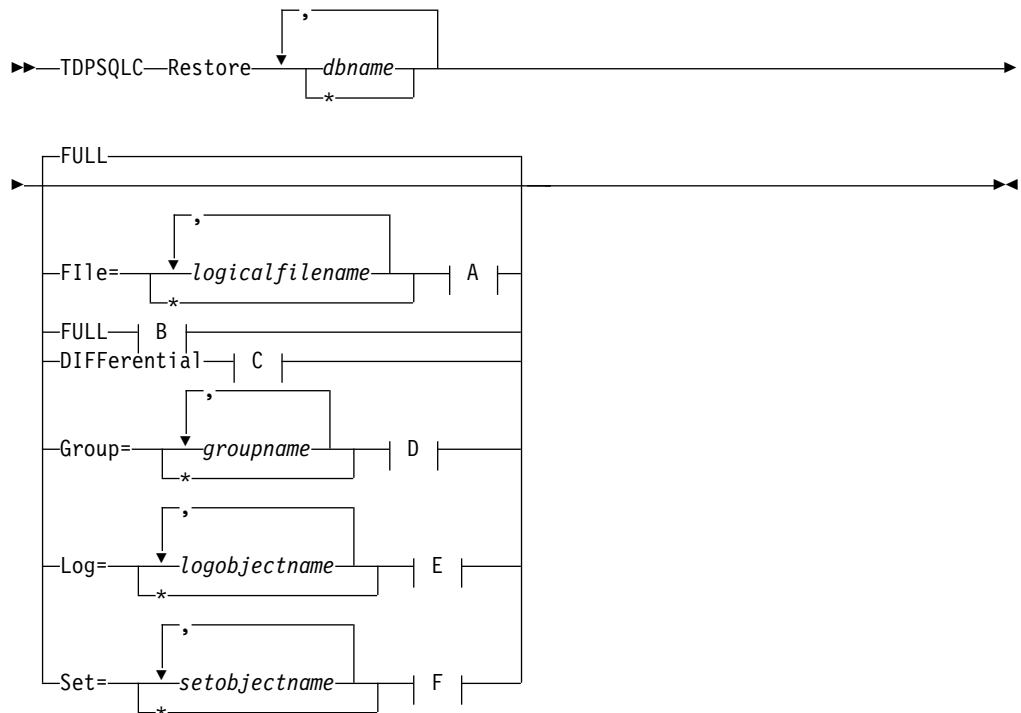 ,
TDPSQLC Restore dbname
*
FULL
,
FIle= logicalfilename A
*
FULL B
DIFFerential C
,
Group= groupname D
*
,
Log= logobjectname E
*
,
Set= setobjectname F
*